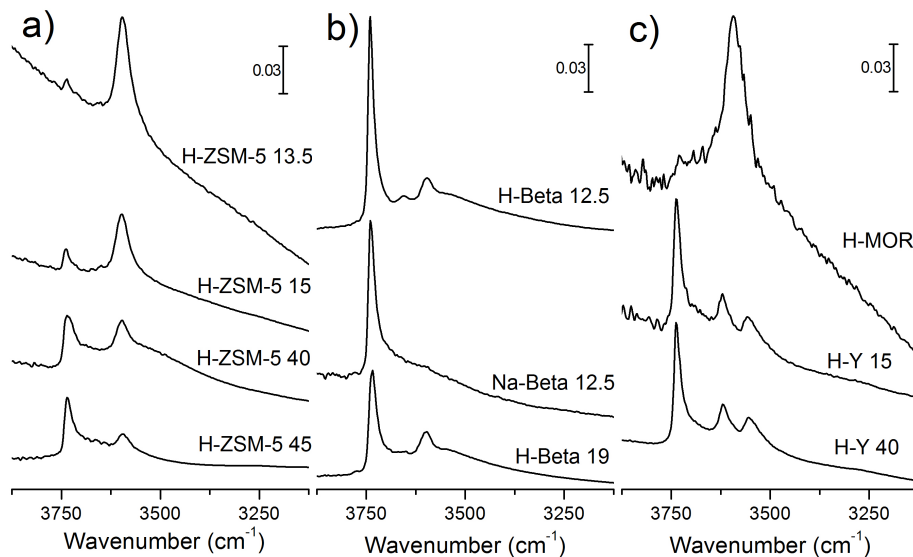 a)
0.03
H-ZSM-5 13.5
H-ZSM-5 15
H-ZSM-5 40
H-ZSM-5 45
3750 3500 3250
Wavenumber (cm-1)
b)
0.03
H-Beta 12.5
Na-Beta 12.5
H-Beta 19
3750 3500 3250
Wavenumber (cm-1)
c)
0.03
H-MOR
H-Y 15
H-Y 40
3750 3500 3250
Wavenumber (cm-1)